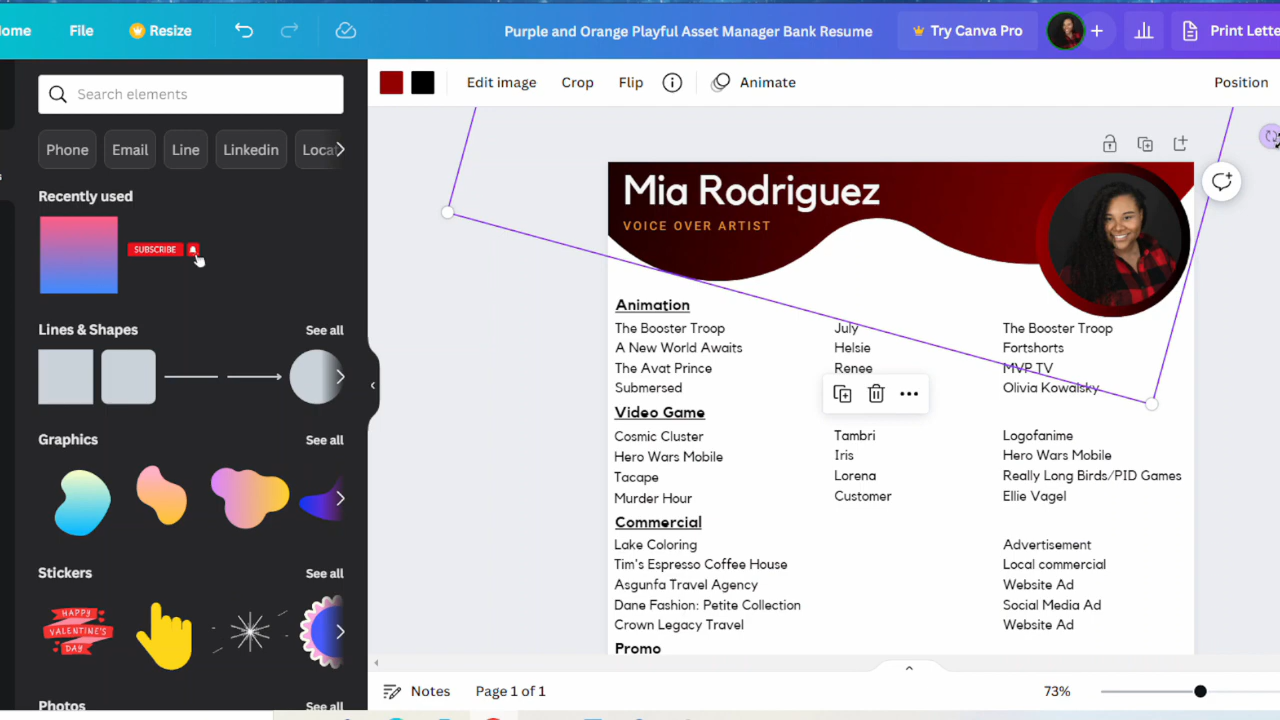 ome File Resize Purple and Orange Playful Asset Manager Bank Resume Try Canva Pro Print Lette
Search elements
Edit image Crop Flip Animate Position
Phone Email Line Linkedin Locat
Recently used
SUBSCRIBE
Lines & Shapes See all
Graphics See all
Stickers See all
HAPPY
VALENTINE'S
DAY
Photos See all
Mia Rodriguez
VOICE OVER ARTIST
Animation
The Booster Troop July The Booster Troop
A New World Awaits Helsie Fortshorts
The Avat Prince Renee MVP TV
Submersed Olivia Kowalsky
Video Game
Cosmic Cluster Tambri Logofanime
Hero Wars Mobile Iris Hero Wars Mobile
Tacape Lorena Really Long Birds/PID Games
Murder Hour Customer Ellie Vagel
Commercial
Lake Coloring Advertisement
Tim's Espresso Coffee House Local commercial
Asgunfa Travel Agency Website Ad
Dane Fashion: Petite Collection Social Media Ad
Crown Legacy Travel Website Ad
Promo
Notes Page 1 of 1 73%